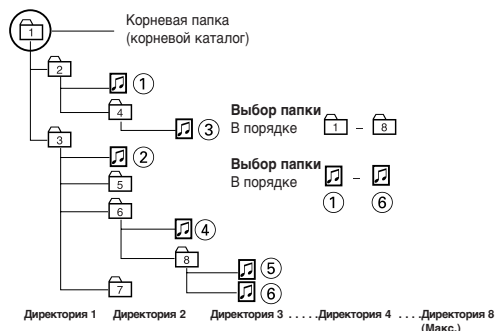 Корневая папка
(корневой каталог)
1
2
①
4
③
Выбор папки
В порядке 1 – 8
3
②
5
Выбор папки
В порядке –
① ⑥
6
④
8
⑤
7
⑥
Директория 1 Директория 2 Директория 3 . . . . .Директория 4 . . . .Директория 8
(Макс.)